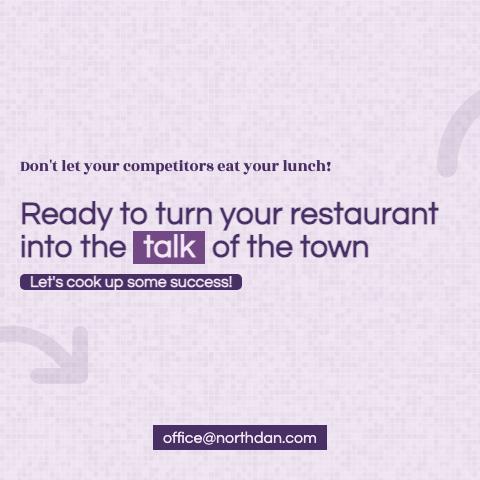 Don't let your competitors eat your lunch!
Ready to turn your restaurant
into the talk of the town
Let's cook up some success!
office@northdan.com